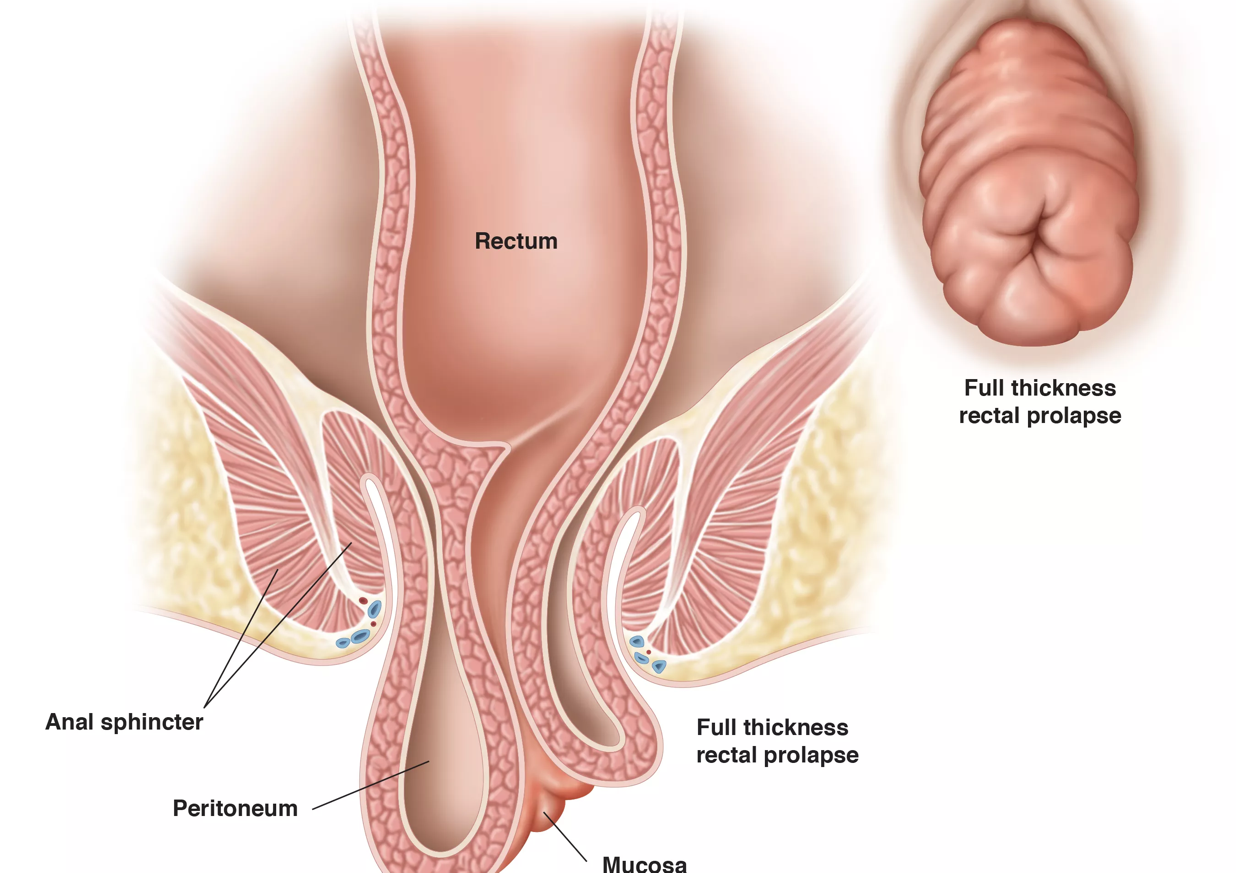 Rectum
Full thickness
rectal prolapse
Anal sphincter
Full thickness
rectal prolapse
Peritoneum
Mucosa